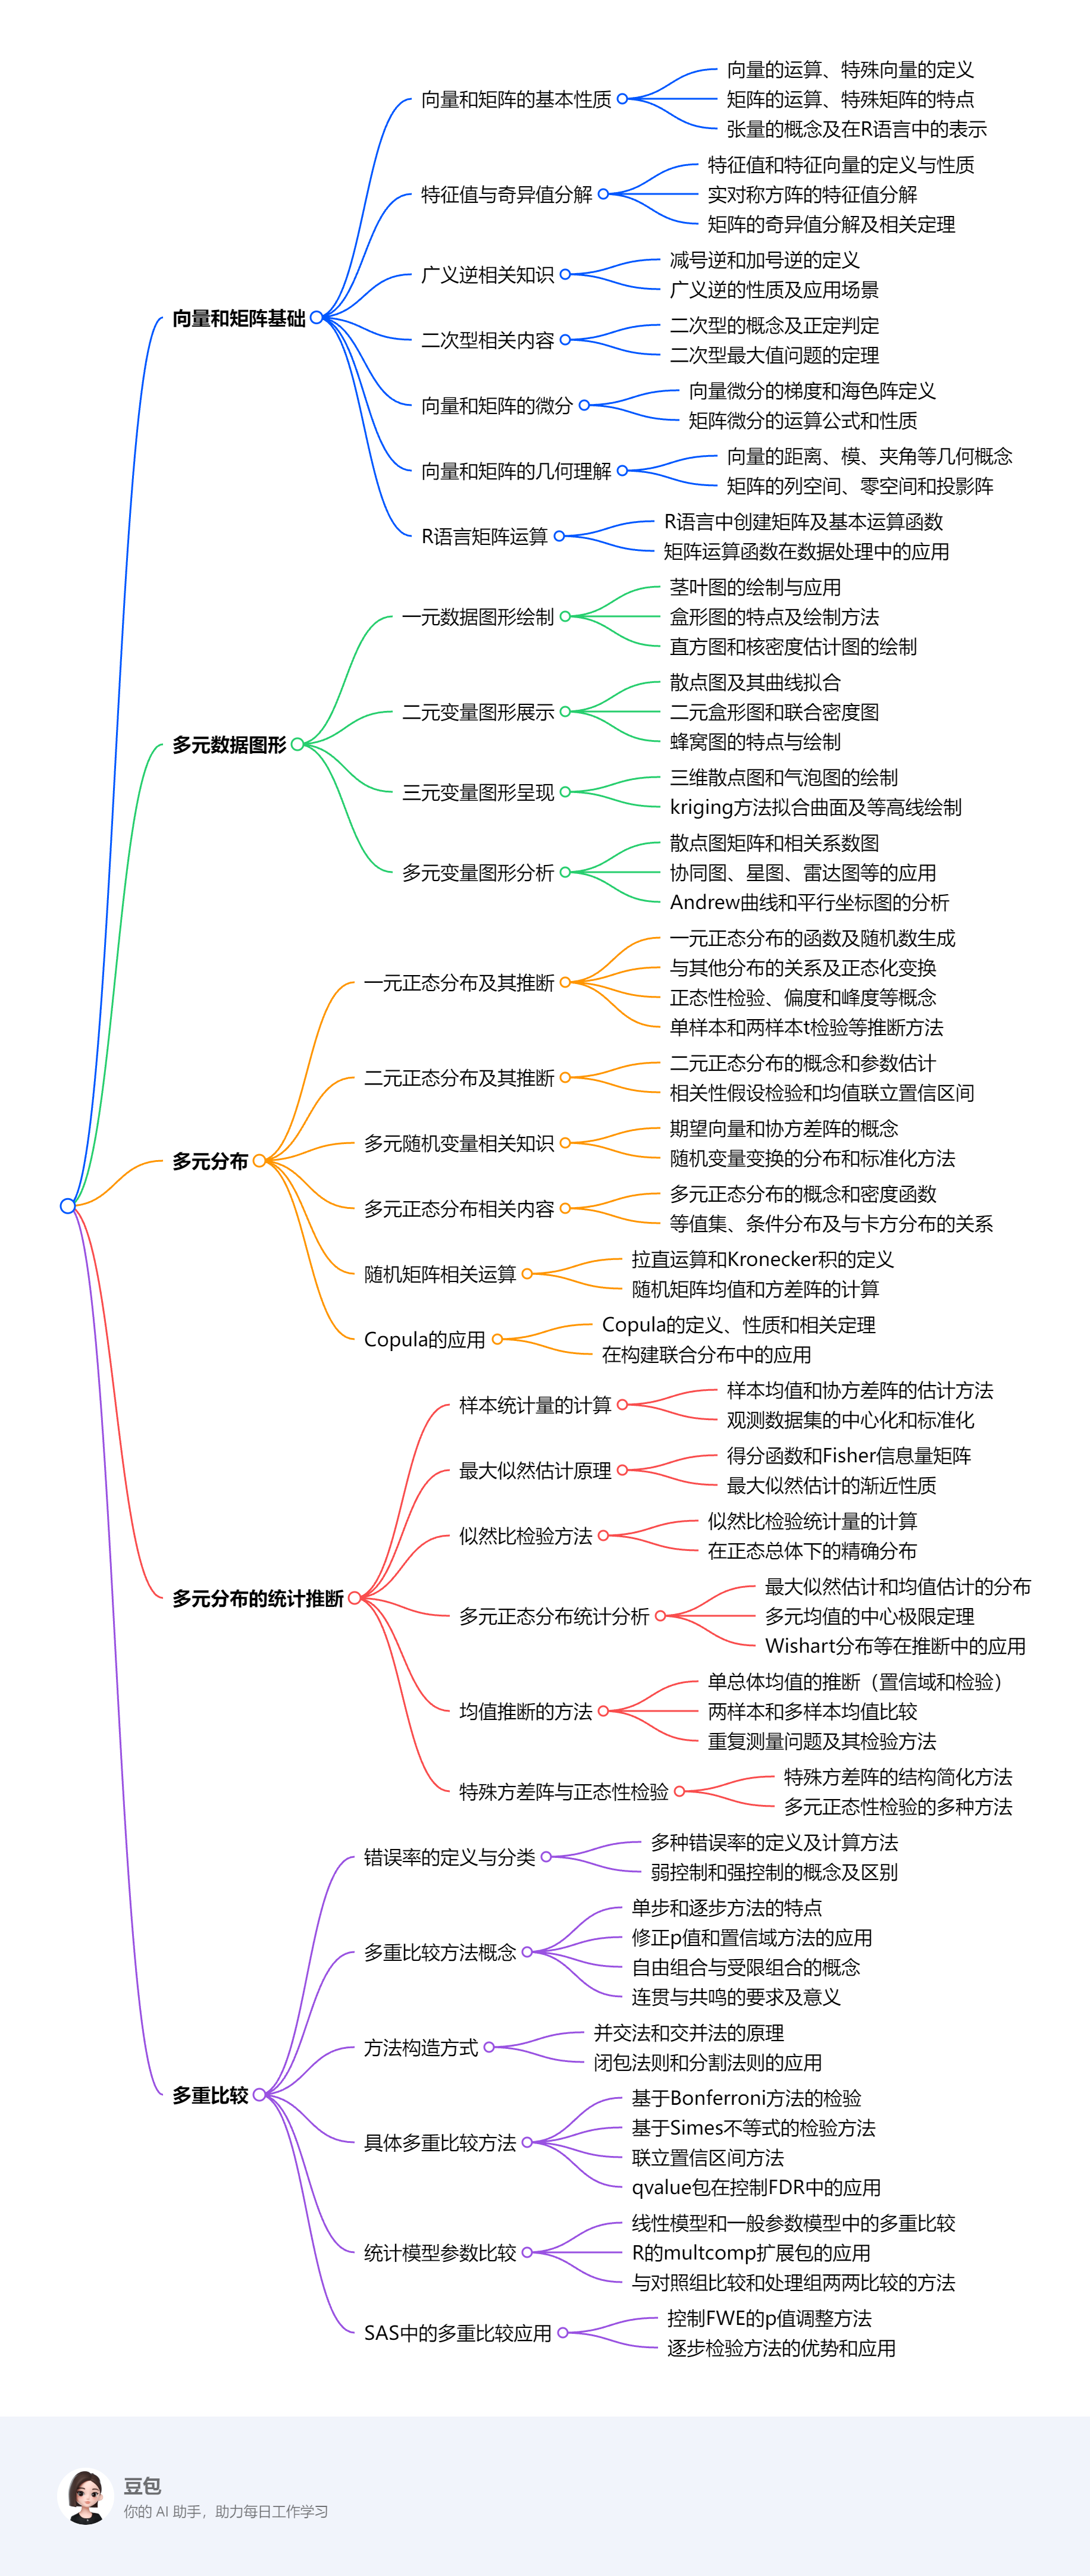 向量和矩阵基础
向量和矩阵的基本性质
向量的运算、特殊向量的定义
矩阵的运算、特殊矩阵的特点
张量的概念及在R语言中的表示
特征值与奇异值分解
特征值和特征向量的定义与性质
实对称方阵的特征值分解
矩阵的奇异值分解及相关定理
广义逆相关知识
减号逆和加号逆的定义
广义逆的性质及应用场景
二次型相关内容
二次型的概念及正定判定
二次型最大值问题的定理
向量和矩阵的微分
向量微分的梯度和海色阵定义
矩阵微分的运算公式和性质
向量和矩阵的几何理解
向量的距离、模、夹角等几何概念
矩阵的列空间、零空间和投影阵
R语言矩阵运算
R语言中创建矩阵及基本运算函数
矩阵运算函数在数据处理中的应用
多元数据图形
一元数据图形绘制
茎叶图的绘制与应用
盒形图的特点及绘制方法
直方图和核密度估计图的绘制
二元变量图形展示
散点图及其曲线拟合
二元盒形图和联合密度图
蜂窝图的特点与绘制
三元变量图形呈现
三维散点图和气泡图的绘制
kriging方法拟合曲面及等高线绘制
多元变量图形分析
散点图矩阵和相关系数图
协同图、星图、雷达图等的应用
Andrew曲线和平行坐标图的分析
多元分布
一元正态分布及其推断
一元正态分布的函数及随机数生成
与其他分布的关系及正态化变换
正态性检验、偏度和峰度等概念
单样本和两样本t检验等推断方法
二元正态分布及其推断
二元正态分布的概念和参数估计
相关性假设检验和均值联立置信区间
多元随机变量相关知识
期望向量和协方差阵的概念
随机变量变换的分布和标准化方法
多元正态分布相关内容
多元正态分布的概念和密度函数
等值集、条件分布及与卡方分布的关系
随机矩阵相关运算
拉直运算和Kronecker积的定义
随机矩阵均值和方差阵的计算
Copula的应用
Copula的定义、性质和相关定理
在构建联合分布中的应用
多元分布的统计推断
样本统计量的计算
样本均值和协方差阵的估计方法
观测数据集的中心化和标准化
最大似然估计原理
得分函数和Fisher信息量矩阵
最大似然估计的渐近性质
似然比检验方法
似然比检验统计量的计算
在正态总体下的精确分布
多元正态分布统计分析
最大似然估计和均值估计的分布
多元均值的中心极限定理
Wishart分布等在推断中的应用
均值推断的方法
单总体均值的推断（置信域和检验）
两样本和多样本均值比较
重复测量问题及其检验方法
特殊方差阵与正态性检验
特殊方差阵的结构简化方法
多元正态性检验的多种方法
多重比较
错误率的定义与分类
多种错误率的定义及计算方法
弱控制和强控制的概念及区别
多重比较方法概念
单步和逐步方法的特点
修正p值和置信域方法的应用
自由组合与受限组合的概念
连贯与共鸣的要求及意义
方法构造方式
并交法和交并法的原理
闭包法则和分割法则的应用
具体多重比较方法
基于Bonferroni方法的检验
基于Simes不等式的检验方法
联立置信区间方法
qvalue包在控制FDR中的应用
统计模型参数比较
线性模型和一般参数模型中的多重比较
R的multcomp扩展包的应用
与对照组比较和处理组两两比较的方法
SAS中的多重比较应用
控制FWE的p值调整方法
逐步检验方法的优势和应用
豆包
你的 AI 助手，助力每日工作学习